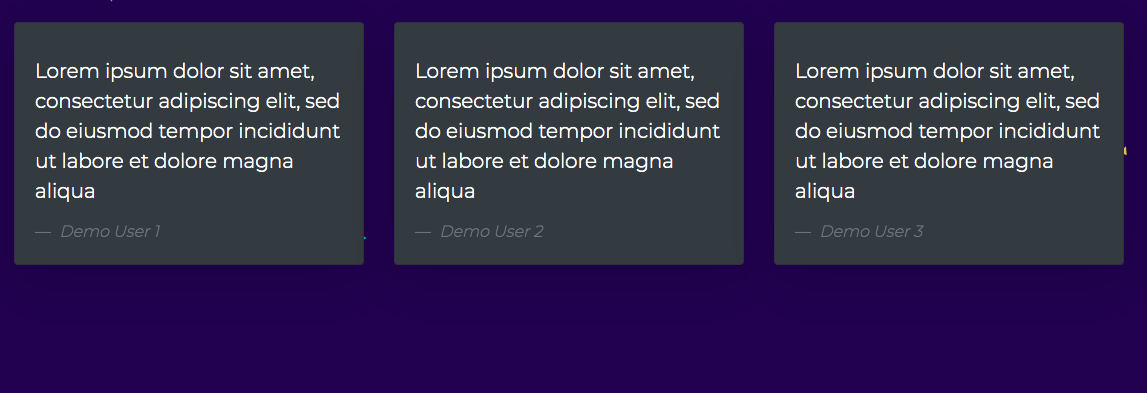 Lorem ipsum dolor sit amet,
consectetur adipiscing elit, sed
do eiusmod tempor incididunt
ut labore et dolore magna
aliqua
— Demo User 1
Lorem ipsum dolor sit amet,
consectetur adipiscing elit, sed
do eiusmod tempor incididunt
ut labore et dolore magna
aliqua
— Demo User 2
Lorem ipsum dolor sit amet,
consectetur adipiscing elit, sed
do eiusmod tempor incididunt
ut labore et dolore magna
aliqua
— Demo User 3